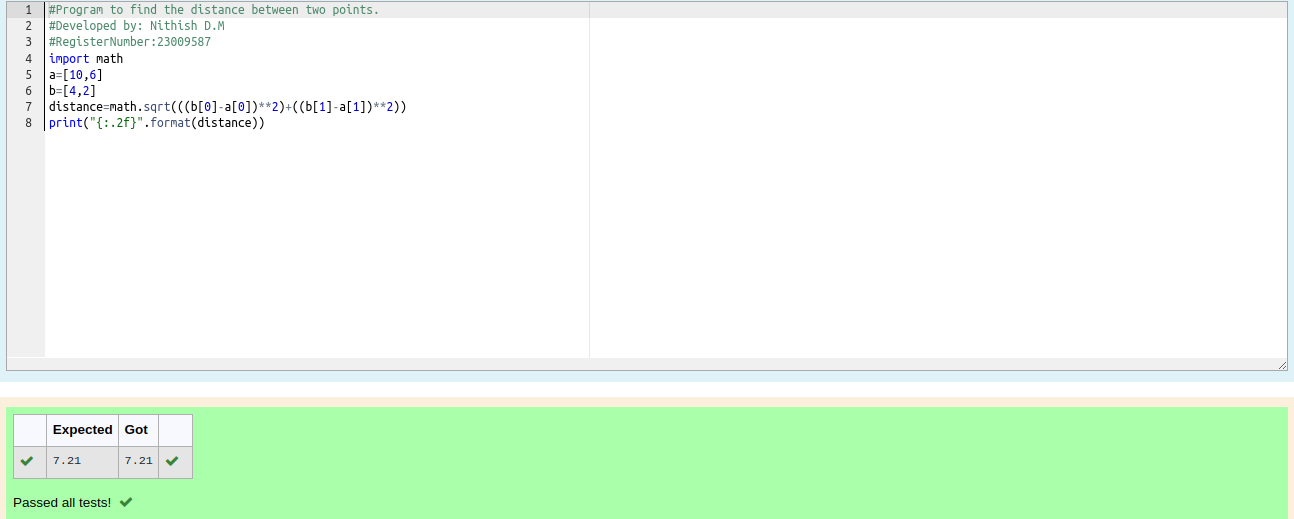 1 #Program to find the distance between two points.
2 #Developed by: Nithish D.M
3 #RegisterNumber:23009587
4 import math
5 a=[10,6]
6 b=[4,2]
7 distance=math.sqrt(((b[0]-a[0])**2)+((b[1]-a[1])**2))
8 print("{:.2f}".format(distance))
Expected Got
7.21 7.21
Passed all tests!